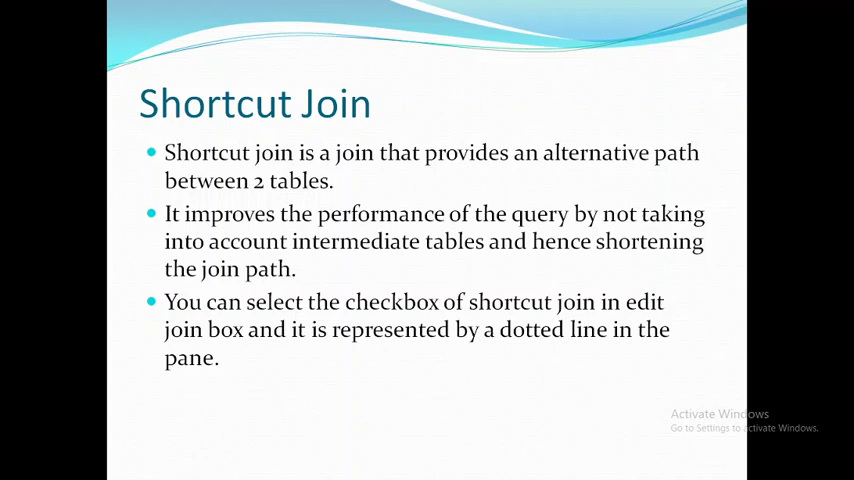 Shortcut Join
Shortcut join is a join that provides an alternative path
between 2 tables.
It improves the performance of the query by not taking
into account intermediate tables and hence shortening
the join path.
You can select the checkbox of shortcut join in edit
join box and it is represented by a dotted line in the
pane.
Activate Windows
Go to Settings to activate Windows.